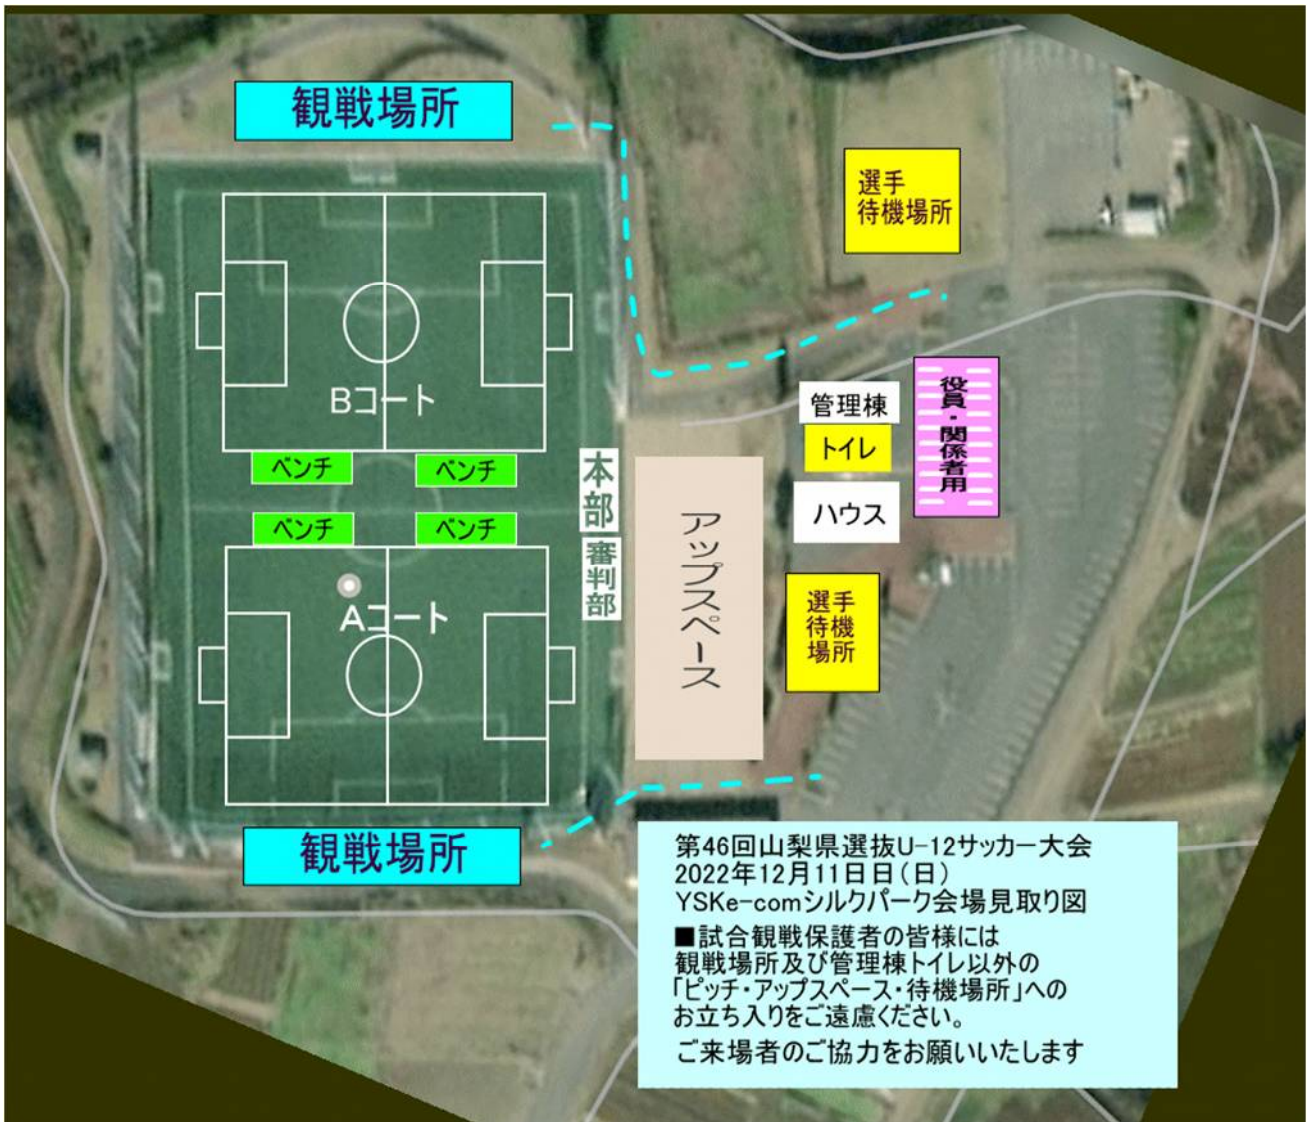 観戦場所
選手
待機場所
Bコート
管理棟
トイレ
役員・関係者用
ベンチ
ベンチ
本部
ハウス
ベンチ
ベンチ
審判部
アップスペース
Aコート
選手
待機
場所
観戦場所
第46回山梨県選抜U-12サッカー大会
2022年12月11日日(日)
YSKe-comシルクパーク会場見取り図
■試合観戦保護者の皆様には
観戦場所及び管理棟トイレ以外の
「ピッチ・アップスペース・待機場所」への
お立ち入りをご遠慮ください。
ご来場者のご協力をお願いいたします